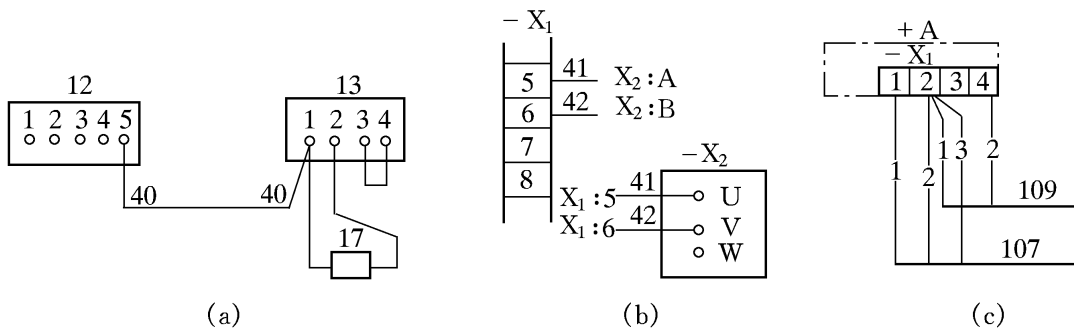 12
1 2 3 4 5
40
13
1 2 3 4
40
17
(a)
− X₁
5 41 X₂:A
6 42 X₂:B
7
8
− X₂
X₁:5 41 U
X₁:6 42 V
W
(b)
+ A
− X₁
1 2 3 4
1 2 1 3 2
109
107
(c)